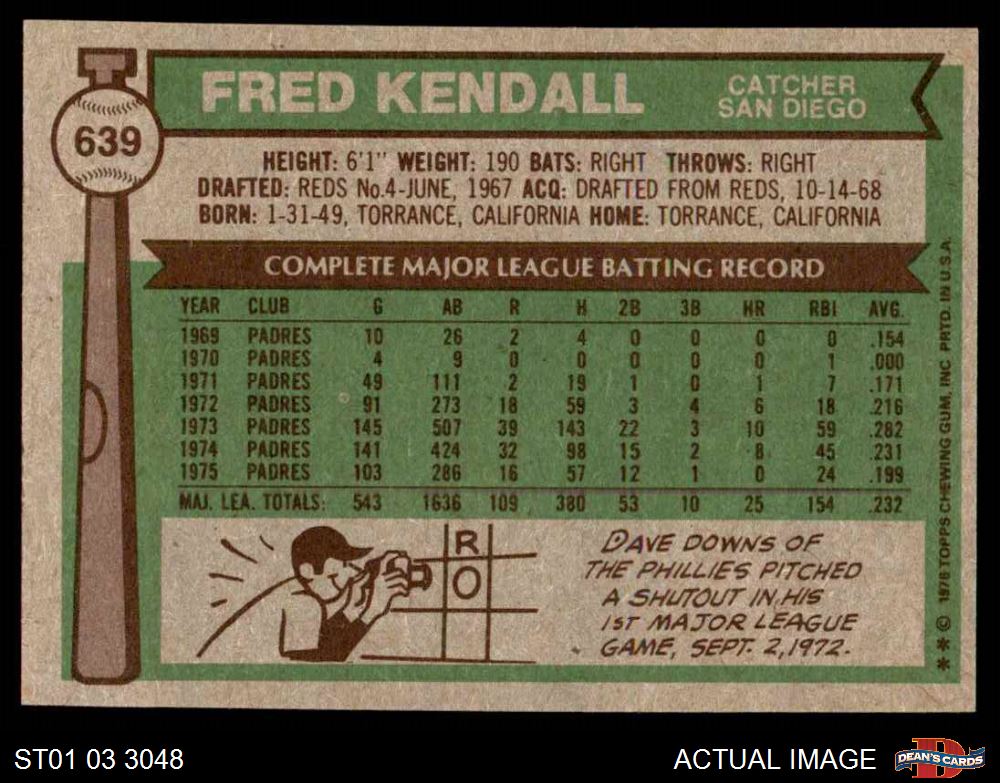 639
FRED KENDALL
CATCHER
SAN DIEGO
HEIGHT: 6'1" WEIGHT: 190 BATS: RIGHT THROWS: RIGHT
DRAFTED: REDS No.4-JUNE, 1967 ACQ: DRAFTED FROM REDS, 10-14-68
BORN: 1-31-49, TORRANCE, CALIFORNIA HOME: TORRANCE, CALIFORNIA
COMPLETE MAJOR LEAGUE BATTING RECORD
YEAR CLUB G AB R H 2B 3B HR RBI AVG.
1969 PADRES 10 26 2 4 0 0 0 0 .154
1970 PADRES 4 9 0 0 0 0 0 1 .000
1971 PADRES 49 111 2 19 1 0 1 7 .171
1972 PADRES 91 273 18 59 3 4 6 18 .216
1973 PADRES 145 507 39 143 22 3 10 59 .282
1974 PADRES 141 424 32 98 15 2 8 45 .231
1975 PADRES 103 286 16 57 12 1 0 24 .199
MAJ. LEA. TOTALS: 543 1636 109 380 53 10 25 154 .232
R
O
DAVE DOWNS OF
THE PHILLIES PITCHED
A SHUTOUT IN HIS
1ST MAJOR LEAGUE
GAME, SEPT. 2, 1972.
** © 1976 TOPPS CHEWING GUM, INC PRTD. IN U.S.A.
ST01 03 3048
ACTUAL IMAGE
D
DEAN'S CARDS